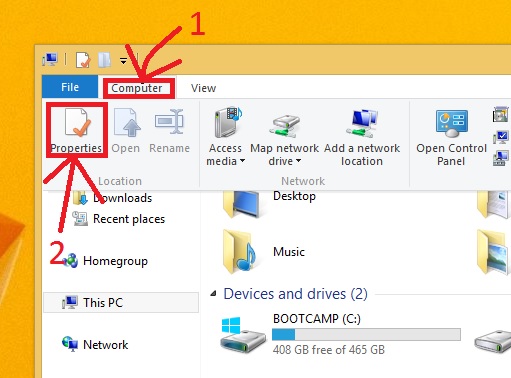 1
File Computer View
Properties Open Rename Access media Map network drive Add a network location Open Control Panel
Location Network
2
Downloads
Recent places
Homegroup
This PC
Network
Desktop
Music
Devices and drives (2)
BOOTCAMP (C:)
408 GB free of 465 GB